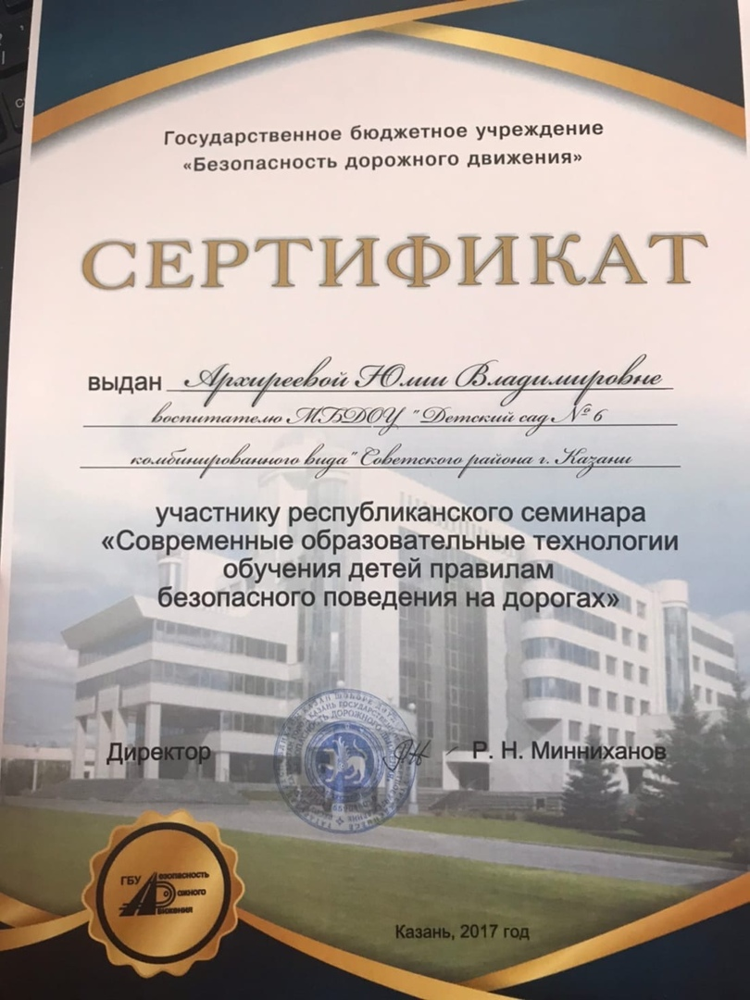 Государственное бюджетное учреждение
«Безопасность дорожного движения»
СЕРТИФИКАТ
выдан Архиреевой Юлии Владимировне
воспитателю МБДОУ "Детский сад № 6
комбинированного вида" Советского района г. Казани
участнику республиканского семинара
«Современные образовательные технологии
обучения детей правилам
безопасного поведения на дорогах»
Директор Р. Н. Минниханов
ГБУ Безопасность
Дорожного
Движения
Казань, 2017 год